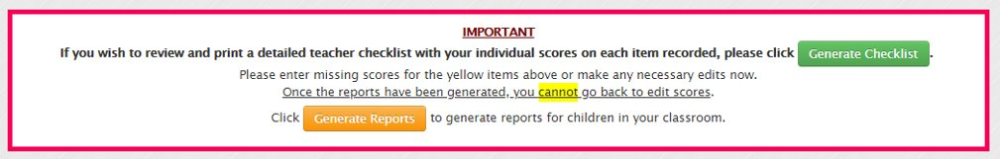 IMPORTANT
If you wish to review and print a detailed teacher checklist with your individual scores on each item recorded, please click Generate Checklist.
Please enter missing scores for the yellow items above or make any necessary edits now.
Once the reports have been generated, you cannot go back to edit scores.
Click Generate Reports to generate reports for children in your classroom.